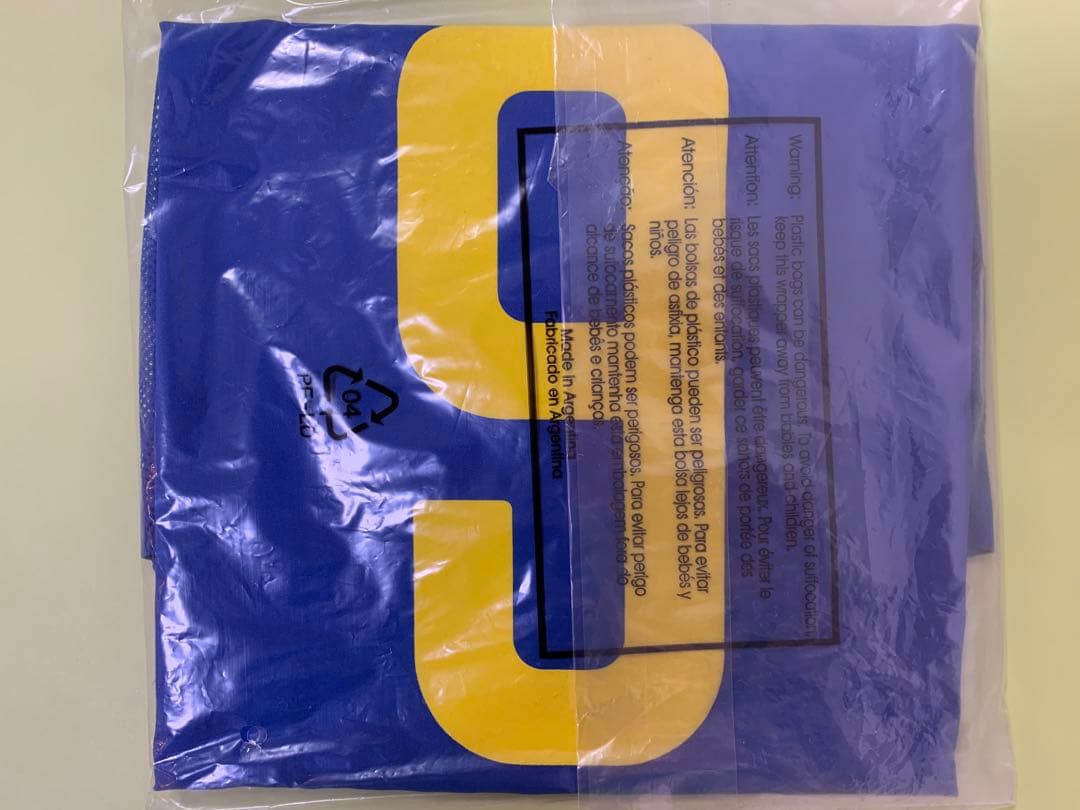 9
Warning: Plastic bags can be dangerous. To avoid danger of suffocation,
keep this wrapper away from babies and children.
Attention: Les sacs plastiques peuvent être dangereux. Pour éviter le
risque de suffocation, garder ce de portée des
bebés et des enfants.
Atención: Las bolsas de plástico pueden ser peligrosas. Para evitar
peligro de asfixia, mantenga esta bolsa lejos de bebés y
niños.
Atenção: Sacos plásticos podem ser perigosos. Para evitar perigo
de sufocamento mantenha esta embalagem fora do
alcance de bebês e crianças.
Made in Argentina
Fabricado en Argentina
04
PE-LD